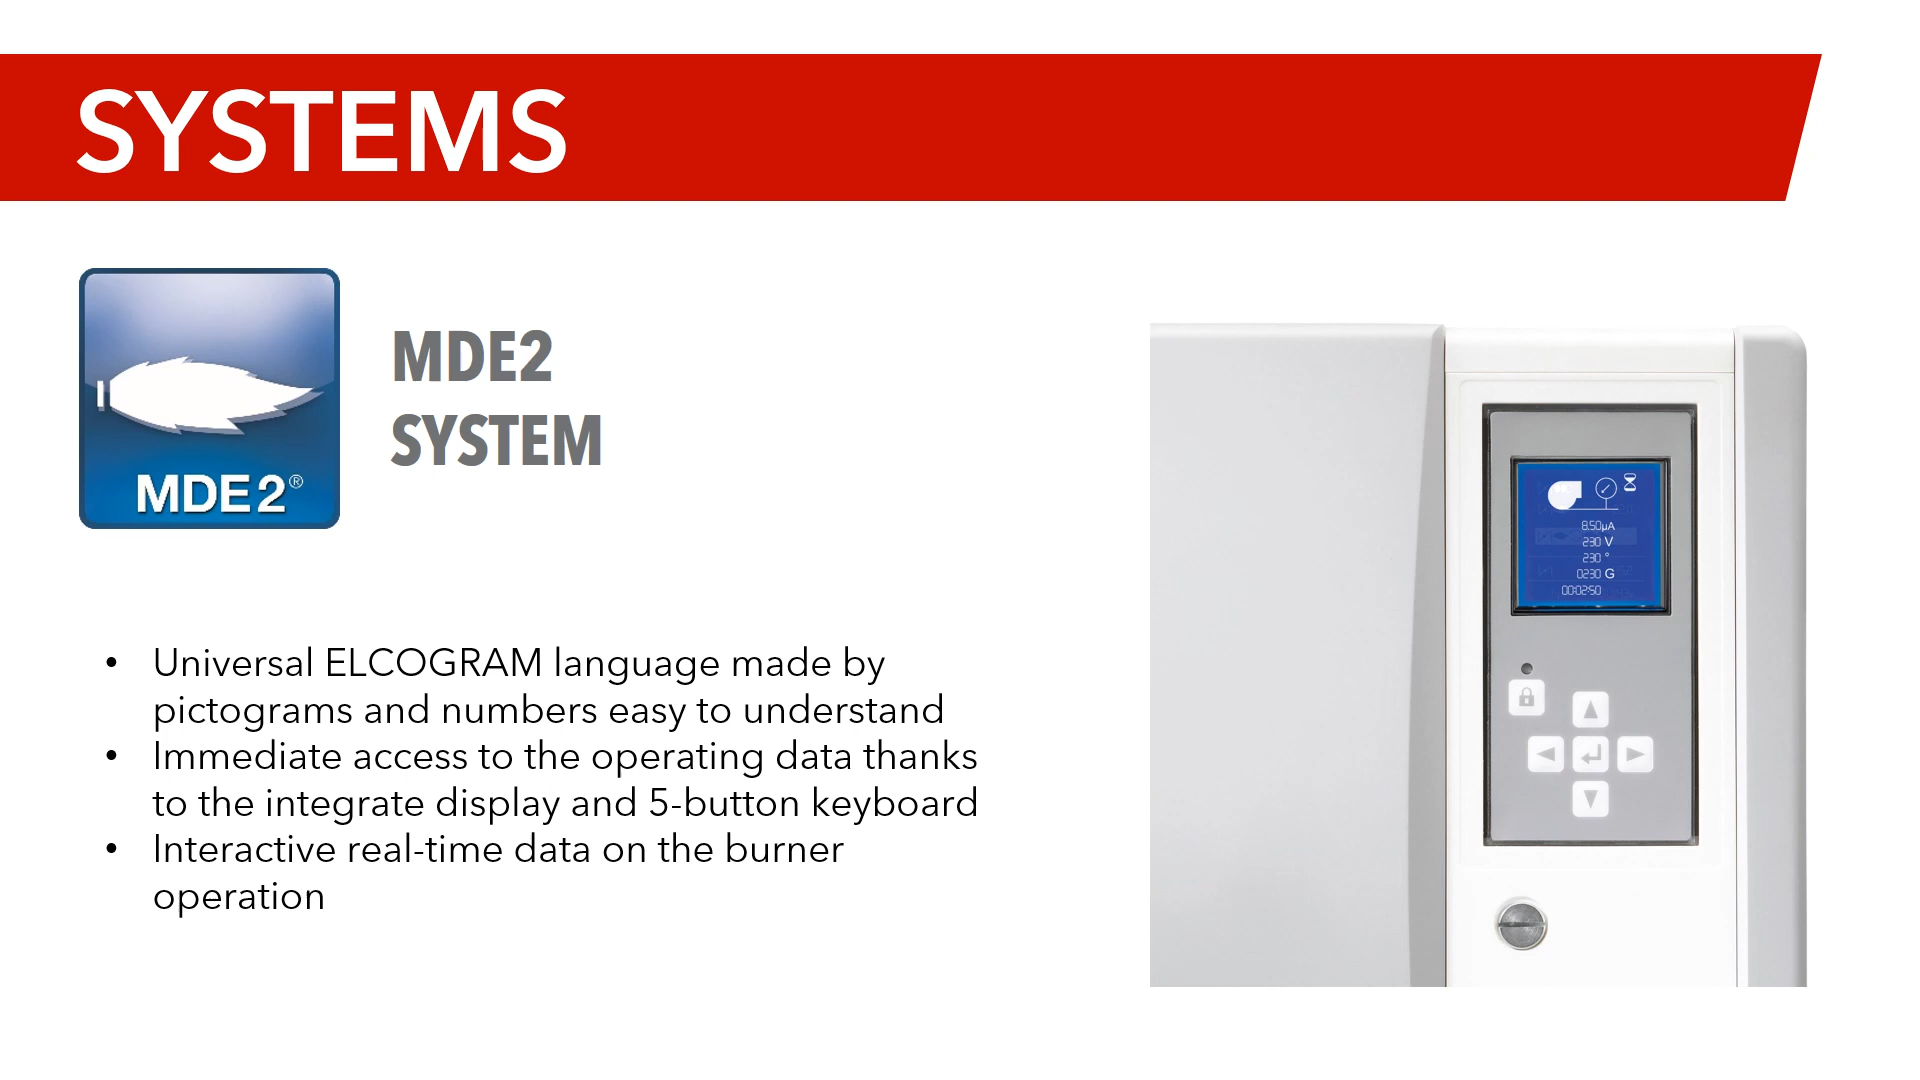 SYSTEMS
MDE2®
MDE2
SYSTEM
• Universal ELCOGRAM language made by
pictograms and numbers easy to understand
• Immediate access to the operating data thanks
to the integrate display and 5-button keyboard
• Interactive real-time data on the burner
operation
8.50µA
230 V
230 °
0230 G
00:02:50